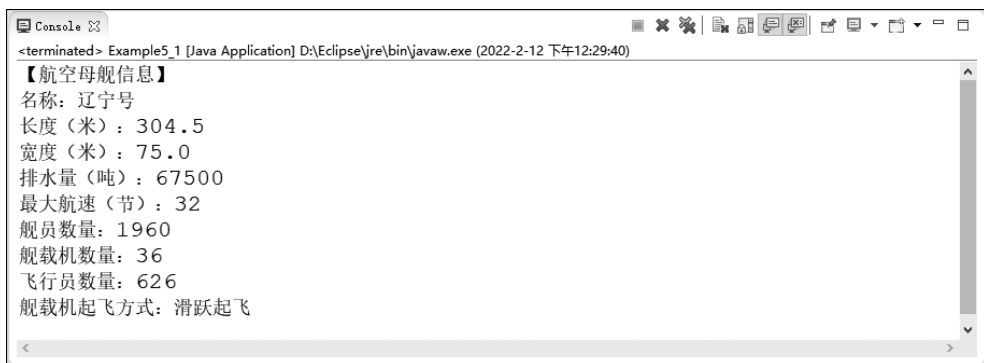 Console
<terminated> Example5_1 [Java Application] D:\Eclipse\jre\bin\javaw.exe (2022-2-12 下午12:29:40)
【航空母舰信息】
名称：辽宁号
长度（米）：304.5
宽度（米）：75.0
排水量（吨）：67500
最大航速（节）：32
舰员数量：1960
舰载机数量：36
飞行员数量：626
舰载机起飞方式：滑跃起飞